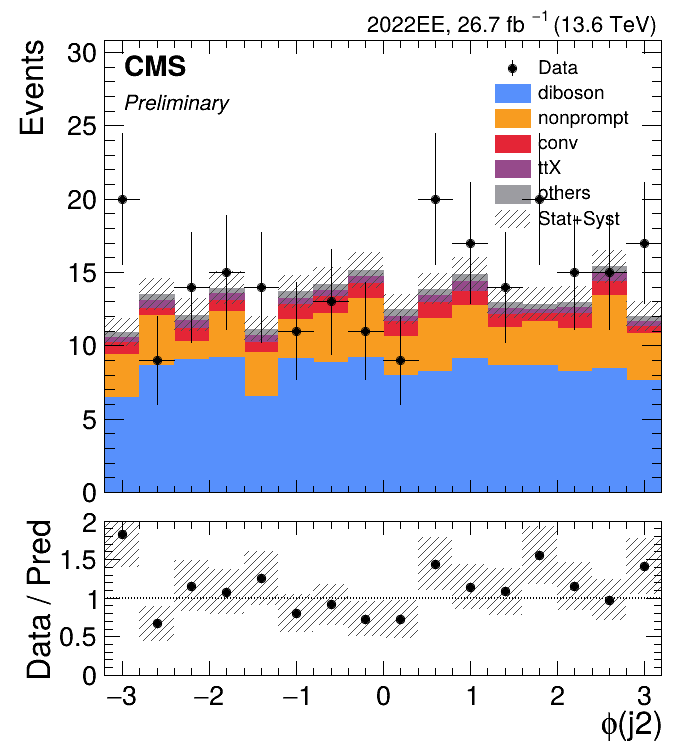 2022EE, 26.7 fb⁻¹ (13.6 TeV)
Events
30
25
20
15
10
5
0
CMS
Preliminary
Data
diboson
nonprompt
conv
ttX
others
Stat+Syst
Data / Pred
2
1.5
1
0.5
0
−3 −2 −1 0 1 2 3
ϕ(j2)